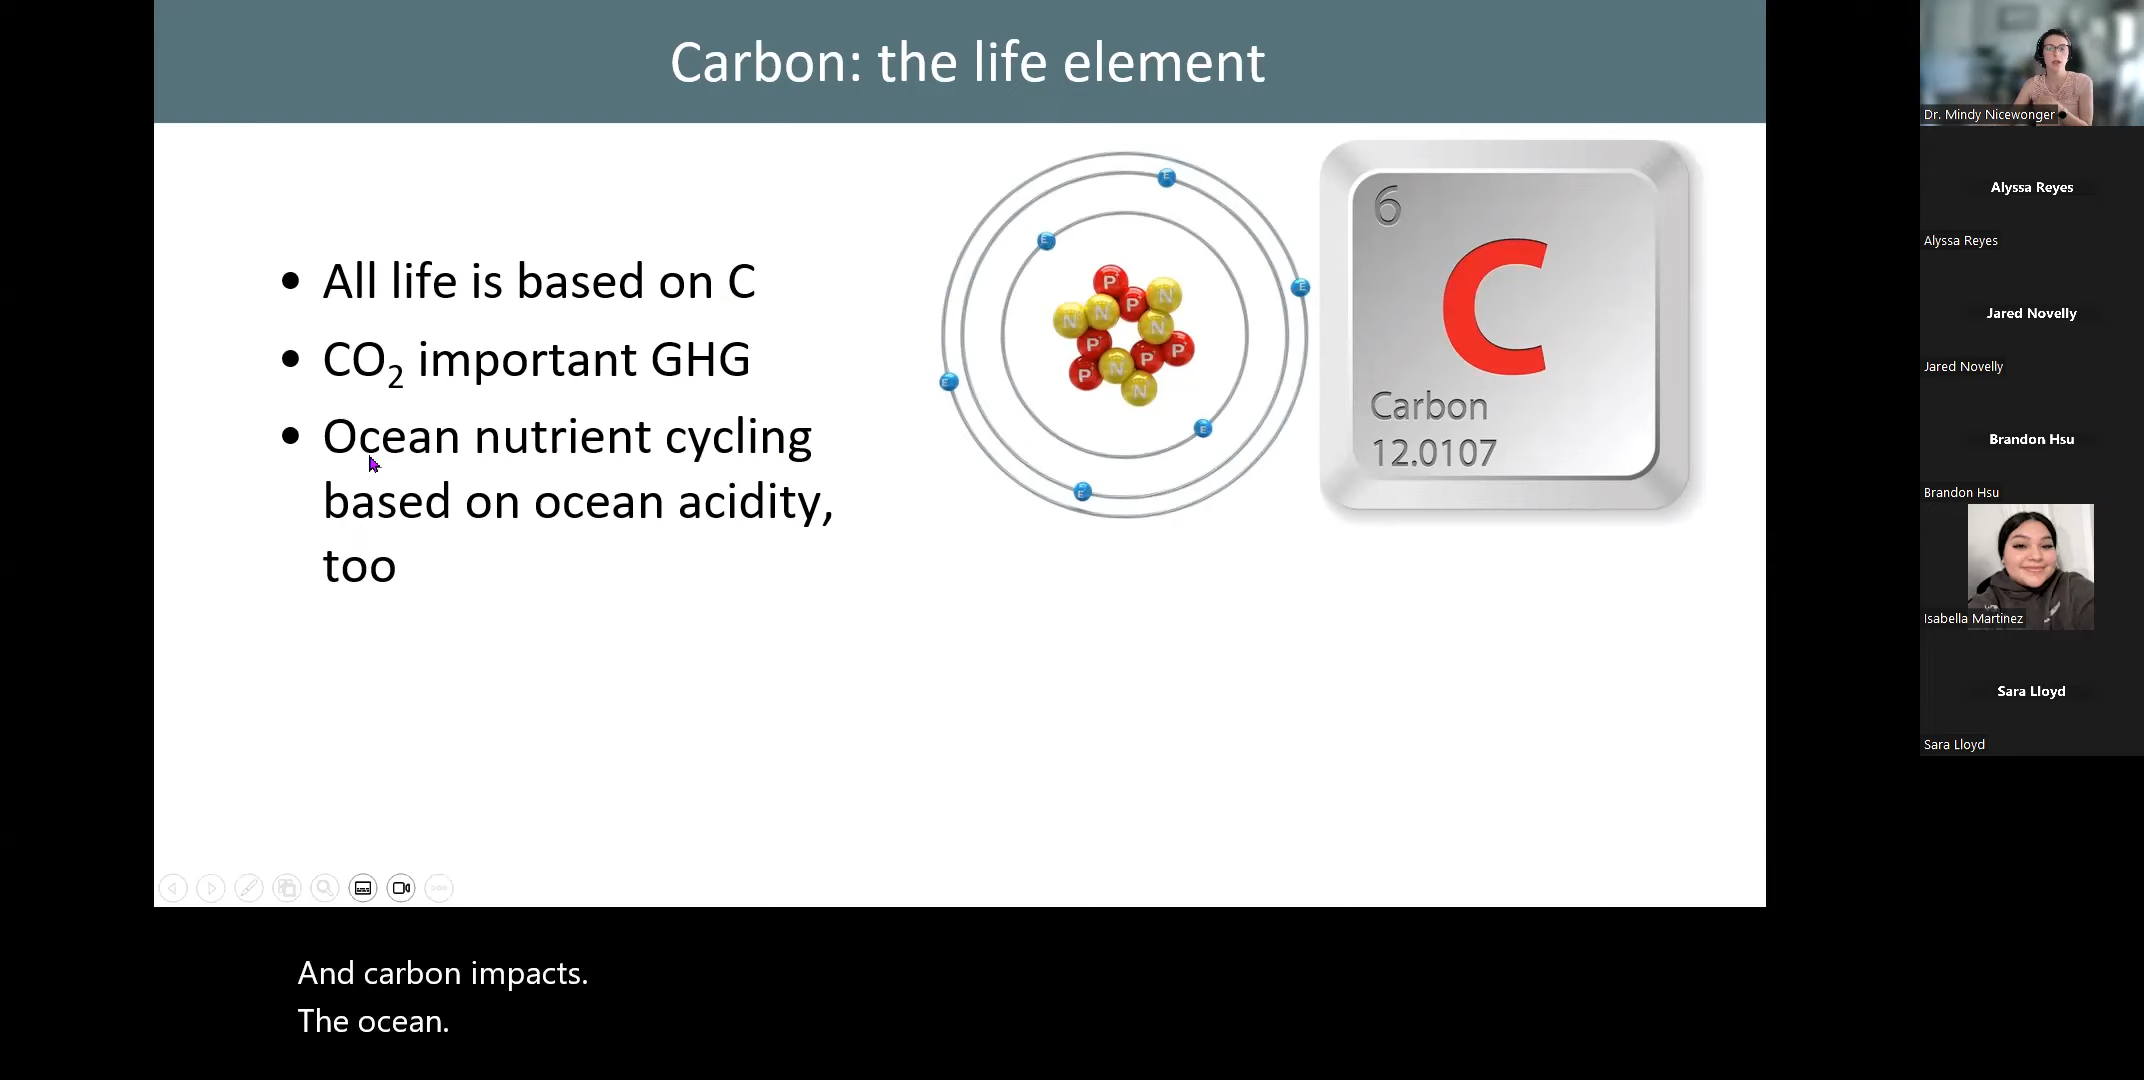 Carbon: the life element
• All life is based on C
• CO₂ important GHG
• Ocean nutrient cycling
based on ocean acidity,
too
E
E
E
E
E
E
P
P
N
N
N
N
P
P
P
N
P
N
6
C
Carbon
12.0107
And carbon impacts.
The ocean.
Dr. Mindy Nicewonger
Alyssa Reyes
Alyssa Reyes
Jared Novelly
Jared Novelly
Brandon Hsu
Brandon Hsu
Isabella Martinez
Sara Lloyd
Sara Lloyd